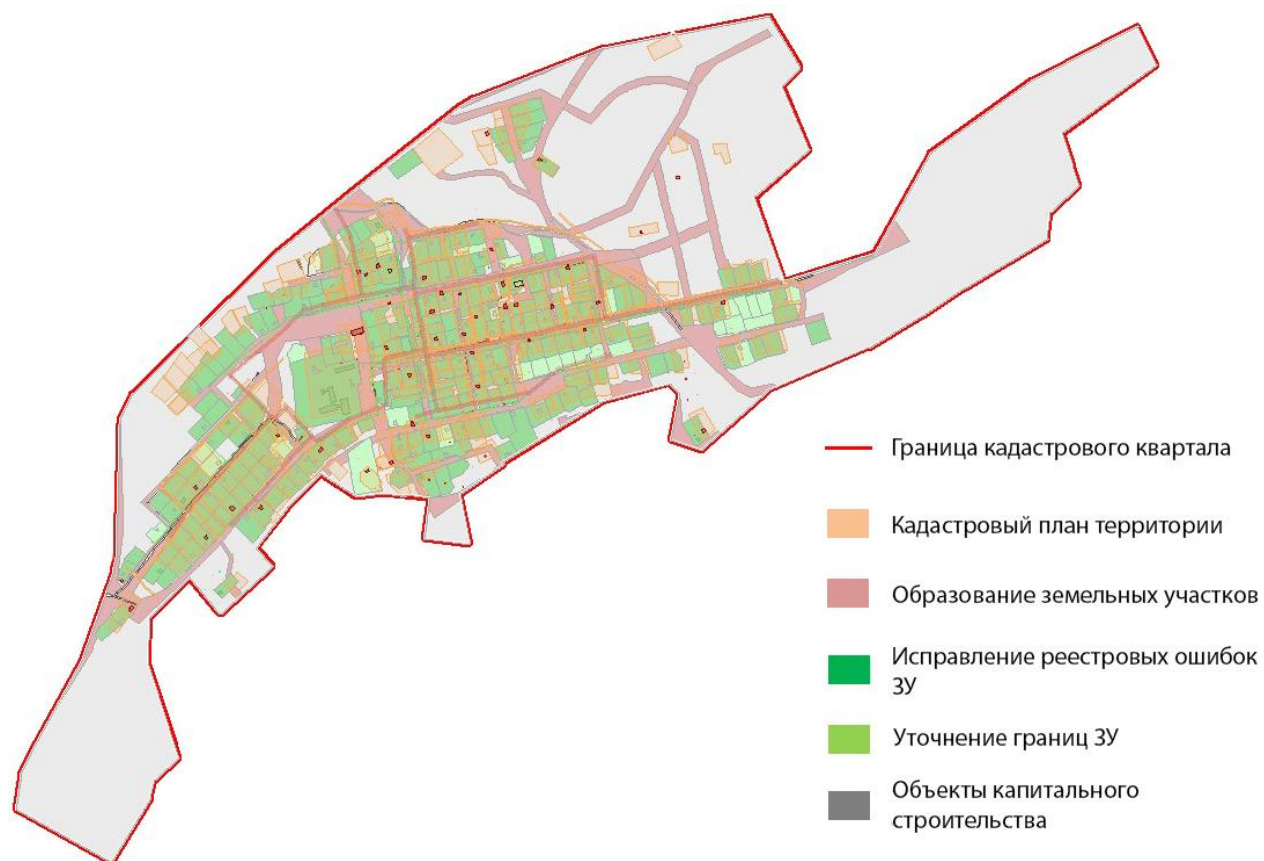 Граница кадастрового квартала
Кадастровый план территории
Образование земельных участков
Исправление реестровых ошибок
ЗУ
Уточнение границ ЗУ
Объекты капитального
строительства